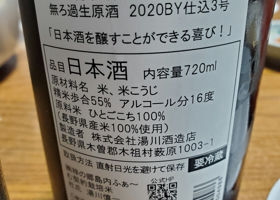 無ろ過生原酒 2020BY仕込3号
「日本酒を醸すことができる喜び!」
品目 日本酒 内容量720ml
原材料名 米、米こうじ
精米歩合55% アルコール分16度
原料米 ひとごこち100%
(長野県産米100%使用)
製造者 株式会社湯川酒造店
長野県木曽郡木祖村薮原1003-1
取扱方法 直射日光を避けて保存 要冷蔵